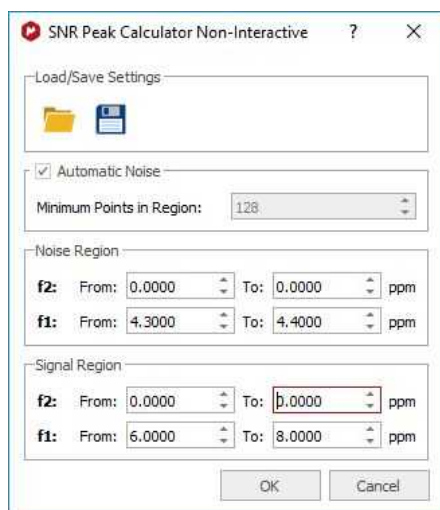 SNR Peak Calculator Non-Interactive ? X
Load/Save Settings
Automatic Noise
Minimum Points in Region: 128
Noise Region
f2: From: 0.0000 To: 0.0000 ppm
f1: From: 4.3000 To: 4.4000 ppm
Signal Region
f2: From: 0.0000 To: 0.0000 ppm
f1: From: 6.0000 To: 8.0000 ppm
OK Cancel